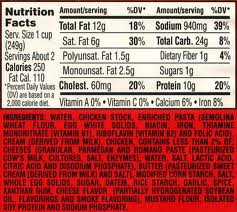 Nutrition
Facts
Serv. Size 1 cup
(249g)
Servings About 2
Calories 250
Fat Cal. 110
*Percent Daily Values
(DV) are based on a
2,000 calorie diet.
Amount/serving %DV* Amount/serving %DV*
Total Fat 12g 18% Sodium 940mg 39%
Sat. Fat 6g 30% Total Carb. 24g 8%
Polyunsat. Fat 1.5g Dietary Fiber 1g 4%
Monounsat. Fat 2.5g Sugars 1g
Cholest. 60mg 20% Protein 10g 20%
Vitamin A 0% • Vitamin C 0% • Calcium 6% • Iron 8%
INGREDIENTS: WATER, CHICKEN STOCK, ENRICHED PASTA (SEMOLINA
WHEAT FLOUR, EGG WHITE SOLIDS, NIACIN, IRON, THIAMINE
MONONITRATE (VITAMIN B1), RIBOFLAVIN (VITAMIN B2) AND FOLIC ACID),
CREAM (DERIVED FROM MILK), CHICKEN, CONTAINS LESS THAN 2% OF:
CHEESES (GRANULAR, PARMESAN AND ROMANO PASTE (PASTEURIZED
COW'S MILK, CULTURES, SALT, ENZYMES), WATER, SALT, LACTIC ACID,
CITRIC ACID AND DISODIUM PHOSPHATE), BUTTER (PASTEURIZED SWEET
CREAM (DERIVED FROM MILK) AND SALT), MODIFIED CORN STARCH,
WHOLE EGG SOLIDS, SUGAR, DATEM, RICE STARCH, GARLIC, SPICE,
XANTHAN GUM, CHEESE FLAVOR (PARTIALLY HYDROGENATED SOYBEAN
OIL, FLAVORINGS AND SMOKE FLAVORING), MUSTARD FLOUR, ISOLATED
SOY PROTEIN AND SODIUM PHOSPHATE.